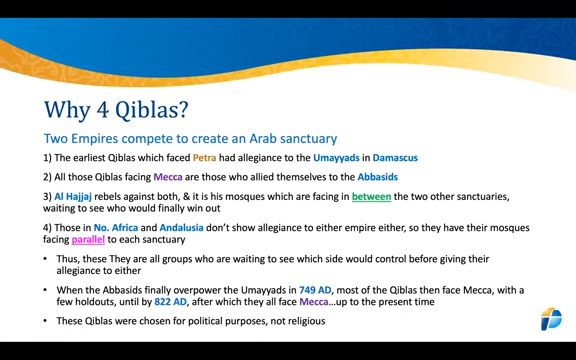 Why 4 Qiblas?
Two Empires compete to create an Arab sanctuary
1) The earliest Qiblas which faced Petra had allegiance to the Umayyads in Damascus
2) All those Qiblas facing Mecca are those who allied themselves to the Abbasids
3) Al Hajjaj rebels against both, & it is his mosques which are facing in between the two other sanctuaries,
waiting to see who would finally win out
4) Those in No. Africa and Andalusia don't show allegiance to either empire either, so they have their mosques
facing parallel to each sanctuary
• Thus, these They are all groups who are waiting to see which side would control before giving their
allegiance to either
• When the Abbasids finally overpower the Umayyads in 749 AD, most of the Qiblas then face Mecca, with a
few holdouts, until by 822 AD, after which they all face Mecca...up to the present time
• These Qiblas were chosen for political purposes, not religious